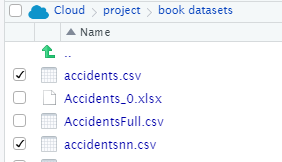 Cloud > project > book datasets
▲ Name
..
accidents.csv
Accidents_0.xlsx
AccidentsFull.csv
accidentsnn.csv